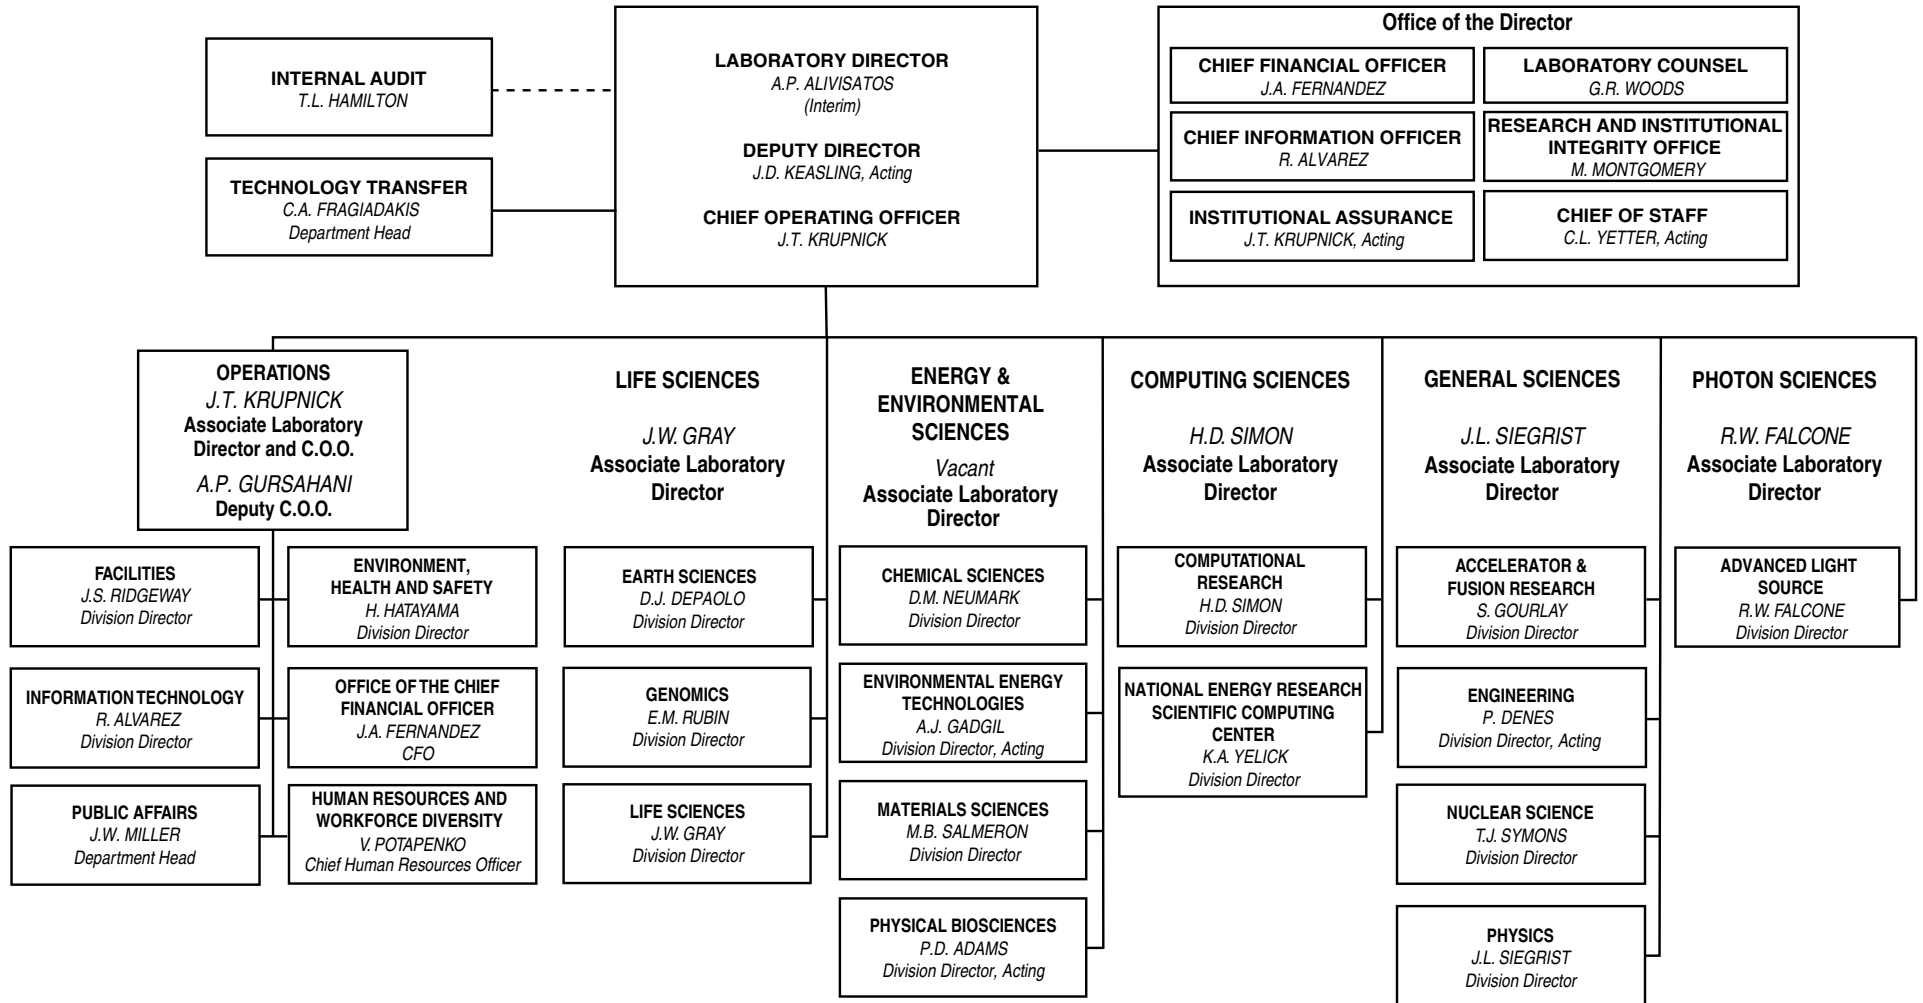 INTERNAL AUDIT
T.L. HAMILTON
TECHNOLOGY TRANSFER
C.A. FRAGIADAKIS
Department Head
LABORATORY DIRECTOR
A.P. ALIVISATOS
(Interim)
DEPUTY DIRECTOR
J.D. KEASLING, Acting
CHIEF OPERATING OFFICER
J.T. KRUPNICK
Office of the Director
CHIEF FINANCIAL OFFICER
J.A. FERNANDEZ
LABORATORY COUNSEL
G.R. WOODS
CHIEF INFORMATION OFFICER
R. ALVAREZ
RESEARCH AND INSTITUTIONAL
INTEGRITY OFFICE
M. MONTGOMERY
INSTITUTIONAL ASSURANCE
J.T. KRUPNICK, Acting
CHIEF OF STAFF
C.L. YETTER, Acting
OPERATIONS
J.T. KRUPNICK
Associate Laboratory
Director and C.O.O.
A.P. GURSAHANI
Deputy C.O.O.
FACILITIES
J.S. RIDGEWAY
Division Director
ENVIRONMENT,
HEALTH AND SAFETY
H. HATAYAMA
Division Director
INFORMATION TECHNOLOGY
R. ALVAREZ
Division Director
OFFICE OF THE CHIEF
FINANCIAL OFFICER
J.A. FERNANDEZ
CFO
PUBLIC AFFAIRS
J.W. MILLER
Department Head
HUMAN RESOURCES AND
WORKFORCE DIVERSITY
V. POTAPENKO
Chief Human Resources Officer
LIFE SCIENCES
J.W. GRAY
Associate Laboratory
Director
EARTH SCIENCES
D.J. DEPAOLO
Division Director
GENOMICS
E.M. RUBIN
Division Director
LIFE SCIENCES
J.W. GRAY
Division Director
ENERGY &
ENVIRONMENTAL
SCIENCES
Vacant
Associate Laboratory
Director
CHEMICAL SCIENCES
D.M. NEUMARK
Division Director
ENVIRONMENTAL ENERGY
TECHNOLOGIES
A.J. GADGIL
Division Director, Acting
MATERIALS SCIENCES
M.B. SALMERON
Division Director
PHYSICAL BIOSCIENCES
P.D. ADAMS
Division Director, Acting
COMPUTING SCIENCES
H.D. SIMON
Associate Laboratory
Director
COMPUTATIONAL
RESEARCH
H.D. SIMON
Division Director
NATIONAL ENERGY RESEARCH
SCIENTIFIC COMPUTING
CENTER
K.A. YELICK
Division Director
GENERAL SCIENCES
J.L. SIEGRIST
Associate Laboratory
Director
ACCELERATOR &
FUSION RESEARCH
S. GOURLAY
Division Director
ENGINEERING
P. DENES
Division Director, Acting
NUCLEAR SCIENCE
T.J. SYMONS
Division Director
PHYSICS
J.L. SIEGRIST
Division Director
PHOTON SCIENCES
R.W. FALCONE
Associate Laboratory
Director
ADVANCED LIGHT
SOURCE
R.W. FALCONE
Division Director